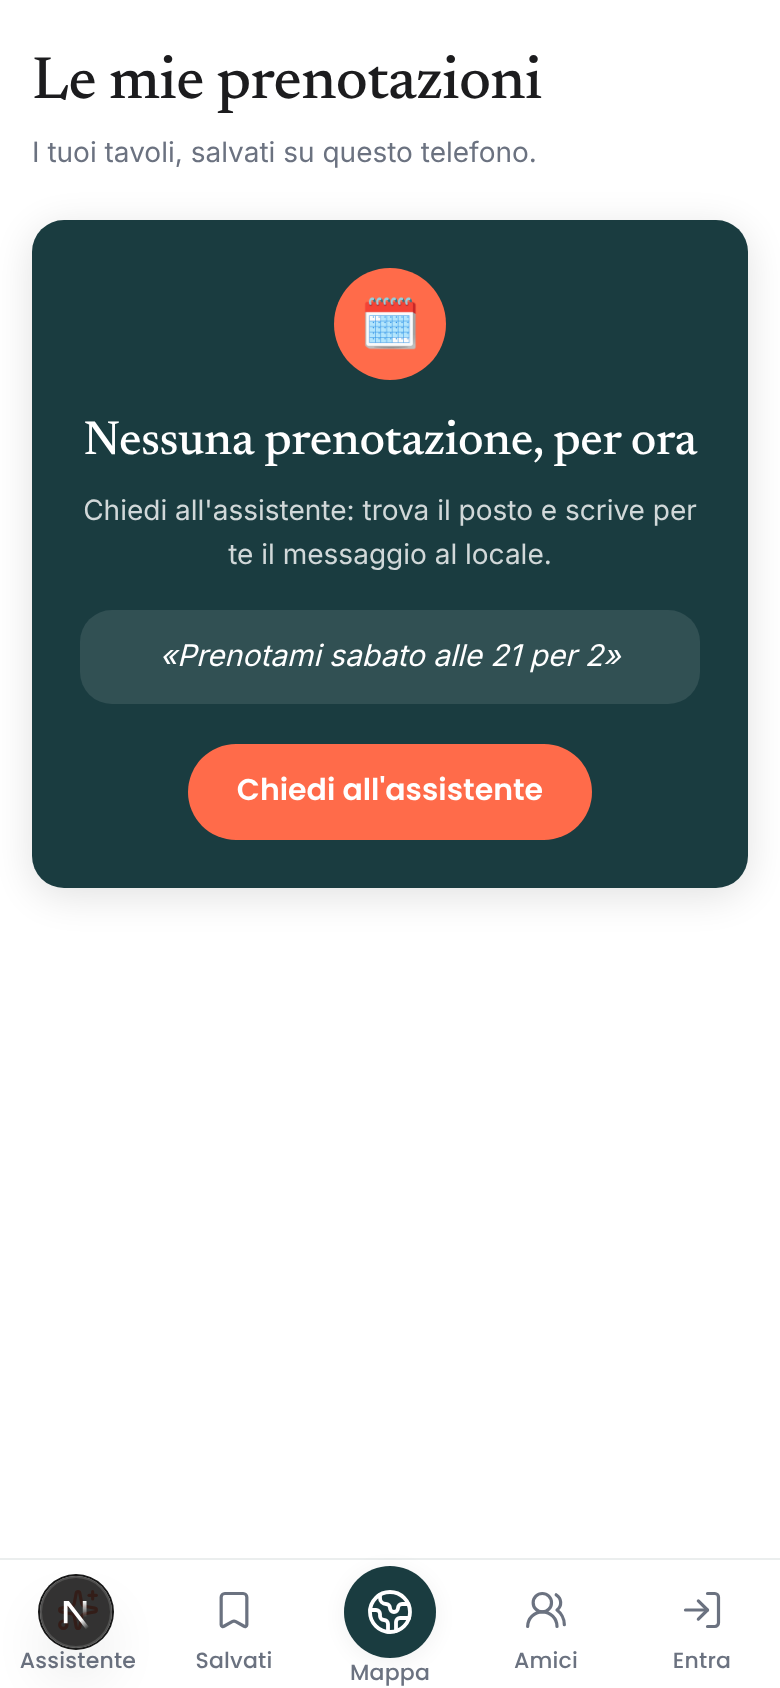 Le mie prenotazioni
I tuoi tavoli, salvati su questo telefono.
Nessuna prenotazione, per ora
Chiedi all'assistente: trova il posto e scrive per
te il messaggio al locale.
«Prenotami sabato alle 21 per 2»
Chiedi all'assistente
N
Assistente
Salvati
Mappa
Amici
Entra